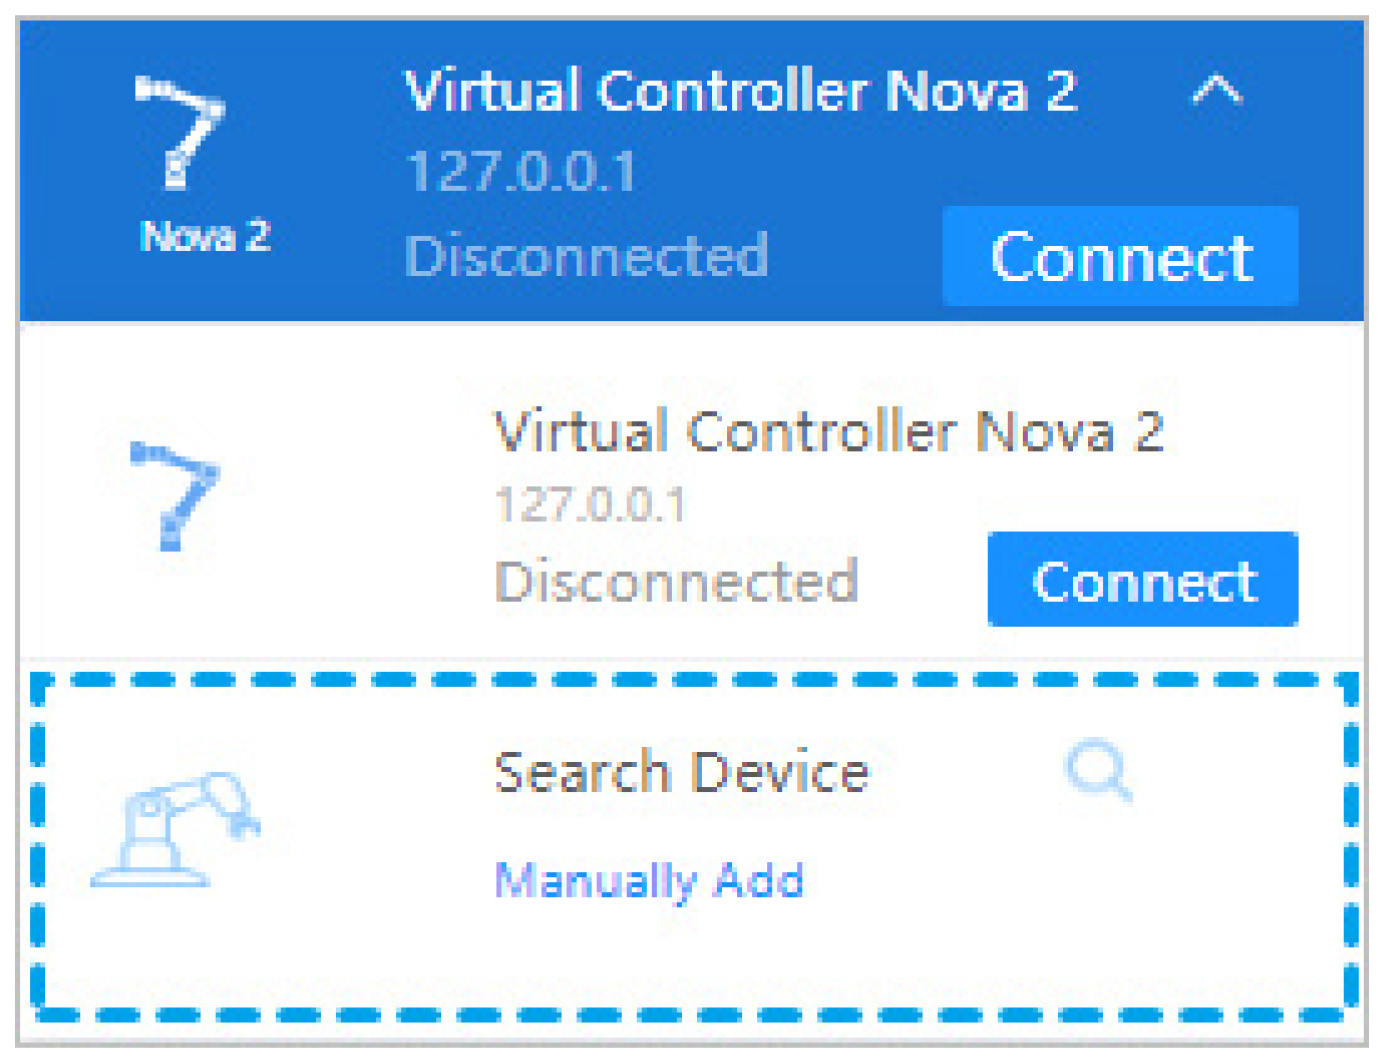 Virtual Controller Nova 2
127.0.0.1
Nova 2
Disconnected
Connect
Virtual Controller Nova 2
127.0.0.1
Disconnected
Connect
Search Device
Manually Add